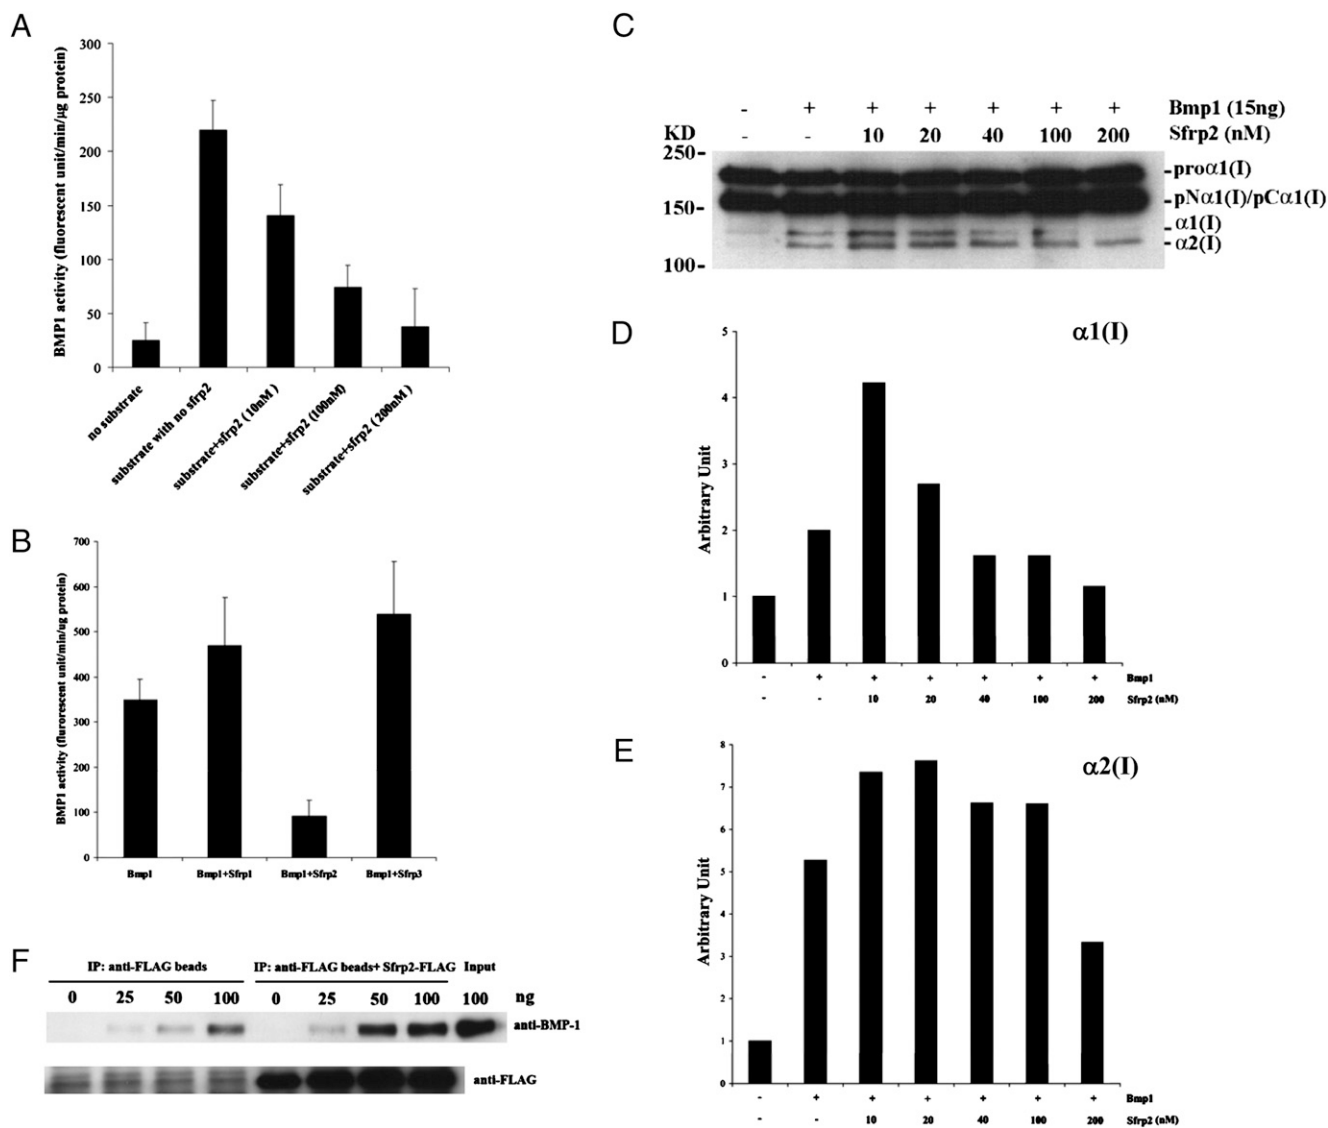 A
BMP1 activity (fluorescent unit/min/µg protein)
300
250
200
150
100
50
0
no substrate
substrate with no sfrp2
substrate+sfrp2 (10nM )
substrate+sfrp2 (100nM)
substrate+sfrp2 (200nM )
B
BMP1 activity (flurorescent unit/min/ug protein)
700
600
500
400
300
200
100
0
Bmp1 Bmp1+Sfrp1 Bmp1+Sfrp2 Bmp1+Sfrp3
C
- + + + + + + Bmp1 (15ng)
KD - - 10 20 40 100 200 Sfrp2 (nM)
250-
-proα1(I)
150-
-pNα1(I)/pCα1(I)
-α1(I)
-α2(I)
100-
D
α1(I)
Arbitrary Unit
5
4
3
2
1
0
- + + + + + + Bmp1
- - 10 20 40 100 200 Sfrp2 (nM)
E
α2(I)
Arbitrary Unit
8
7
6
5
4
3
2
1
0
- + + + + + + Bmp1
- - 10 20 40 100 200 Sfrp2 (nM)
F
IP: anti-FLAG beads IP: anti-FLAG beads+ Sfrp2-FLAG Input
0 25 50 100 0 25 50 100 100 ng
anti-BMP-1
anti-FLAG